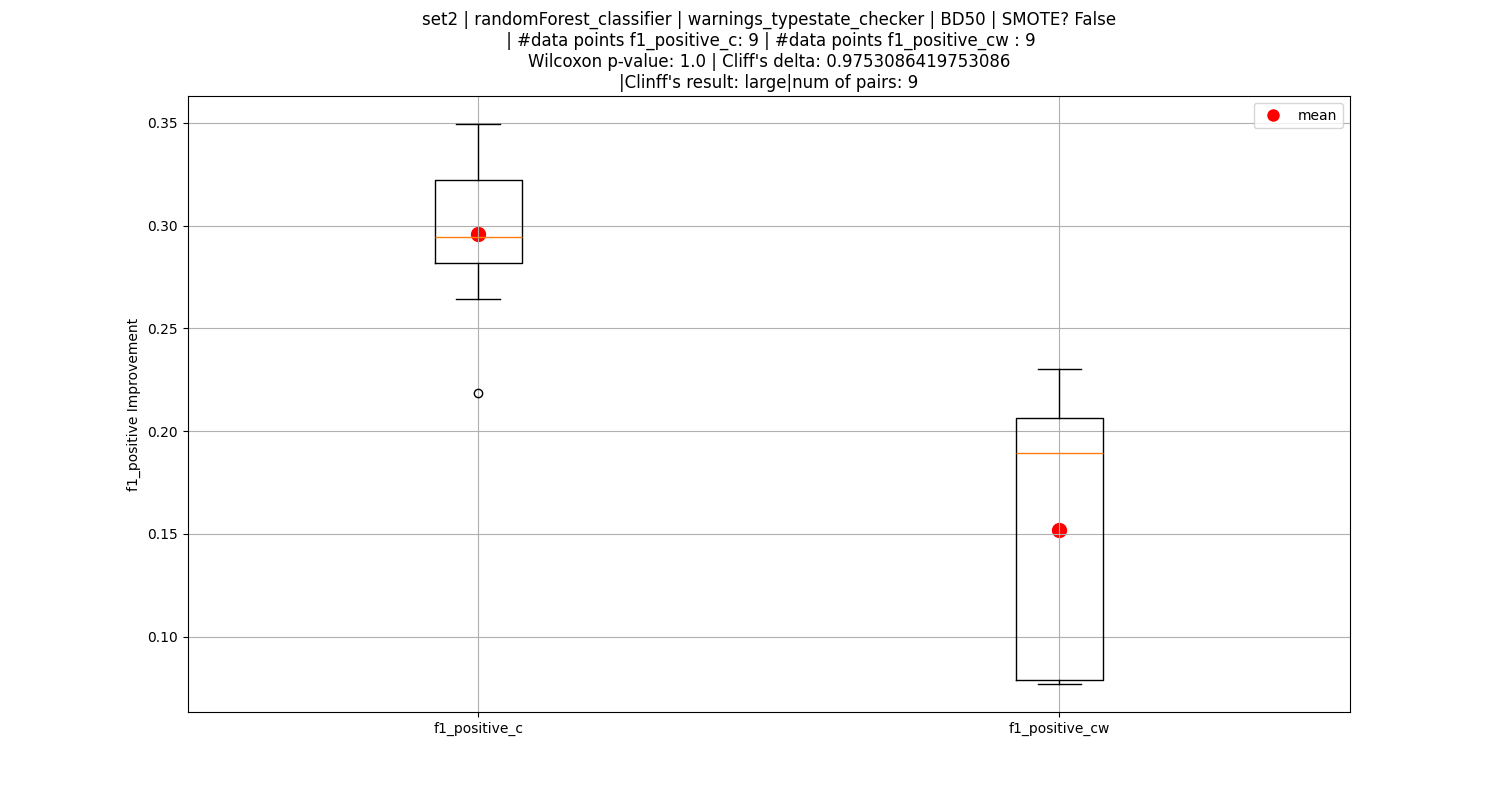 set2 | randomForest_classifier | warnings_typestate_checker | BD50 | SMOTE? False
| #data points f1_positive_c: 9 | #data points f1_positive_cw : 9
Wilcoxon p-value: 1.0 | Cliff's delta: 0.9753086419753086
|Clinff's result: large|num of pairs: 9
mean
0.35
0.30
0.25
0.20
0.15
0.10
f1_positive Improvement
f1_positive_c
f1_positive_cw